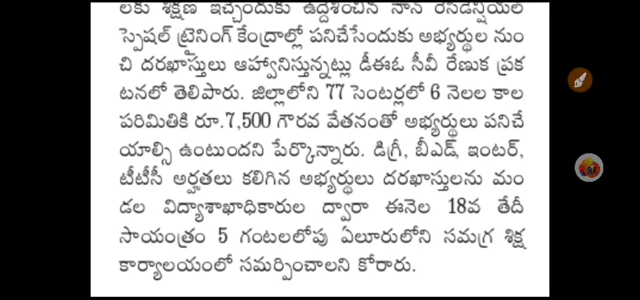 లకు శిక్షణ ఇచ్చేందుకు ఉద్దేశించిన నాన్ రెసిడెన్షియల్
స్పెషల్ ట్రైనింగ్ కేంద్రాల్లో పనిచేసేందుకు అభ్యర్థుల నుం
చి దరఖాస్తులు ఆహ్వానిస్తున్నట్లు డీఈఓ సీవీ రేణుక ప్రక
టనలో తెలిపారు. జిల్లాలోని 77 సెంటర్లలో 6 నెలల కాల
పరిమితికి రూ.7,500 గౌరవ వేతనంతో అభ్యర్థులు పనిచే
యాల్సి ఉంటుందని పేర్కొన్నారు. డిగ్రీ, బీఎడ్, ఇంటర్,
టీటీసీ అర్హతలు కలిగిన అభ్యర్థులు దరఖాస్తులను మం
డల విద్యాశాఖాధికారుల ద్వారా ఈనెల 18వ తేదీ
సాయంత్రం 5 గంటలలోపు ఏలూరులోని సమగ్ర శిక్ష
కార్యాలయంలో సమర్పించాలని కోరారు.